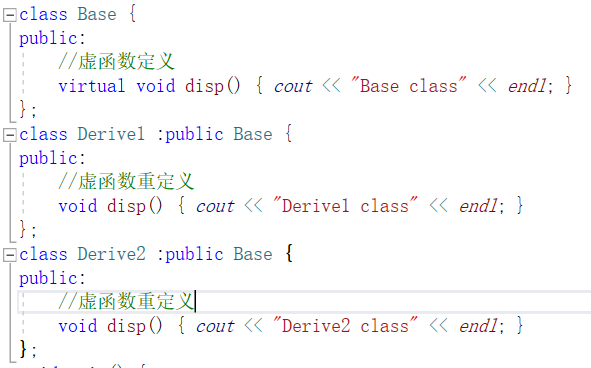 class Base {
public:
    //虚函数定义
    virtual void disp() { cout << "Base class" << endl; }
};
class Derive1 :public Base {
public:
    //虚函数重定义
    void disp() { cout << "Derive1 class" << endl; }
};
class Derive2 :public Base {
public:
    //虚函数重定义
    void disp() { cout << "Derive2 class" << endl; }
};